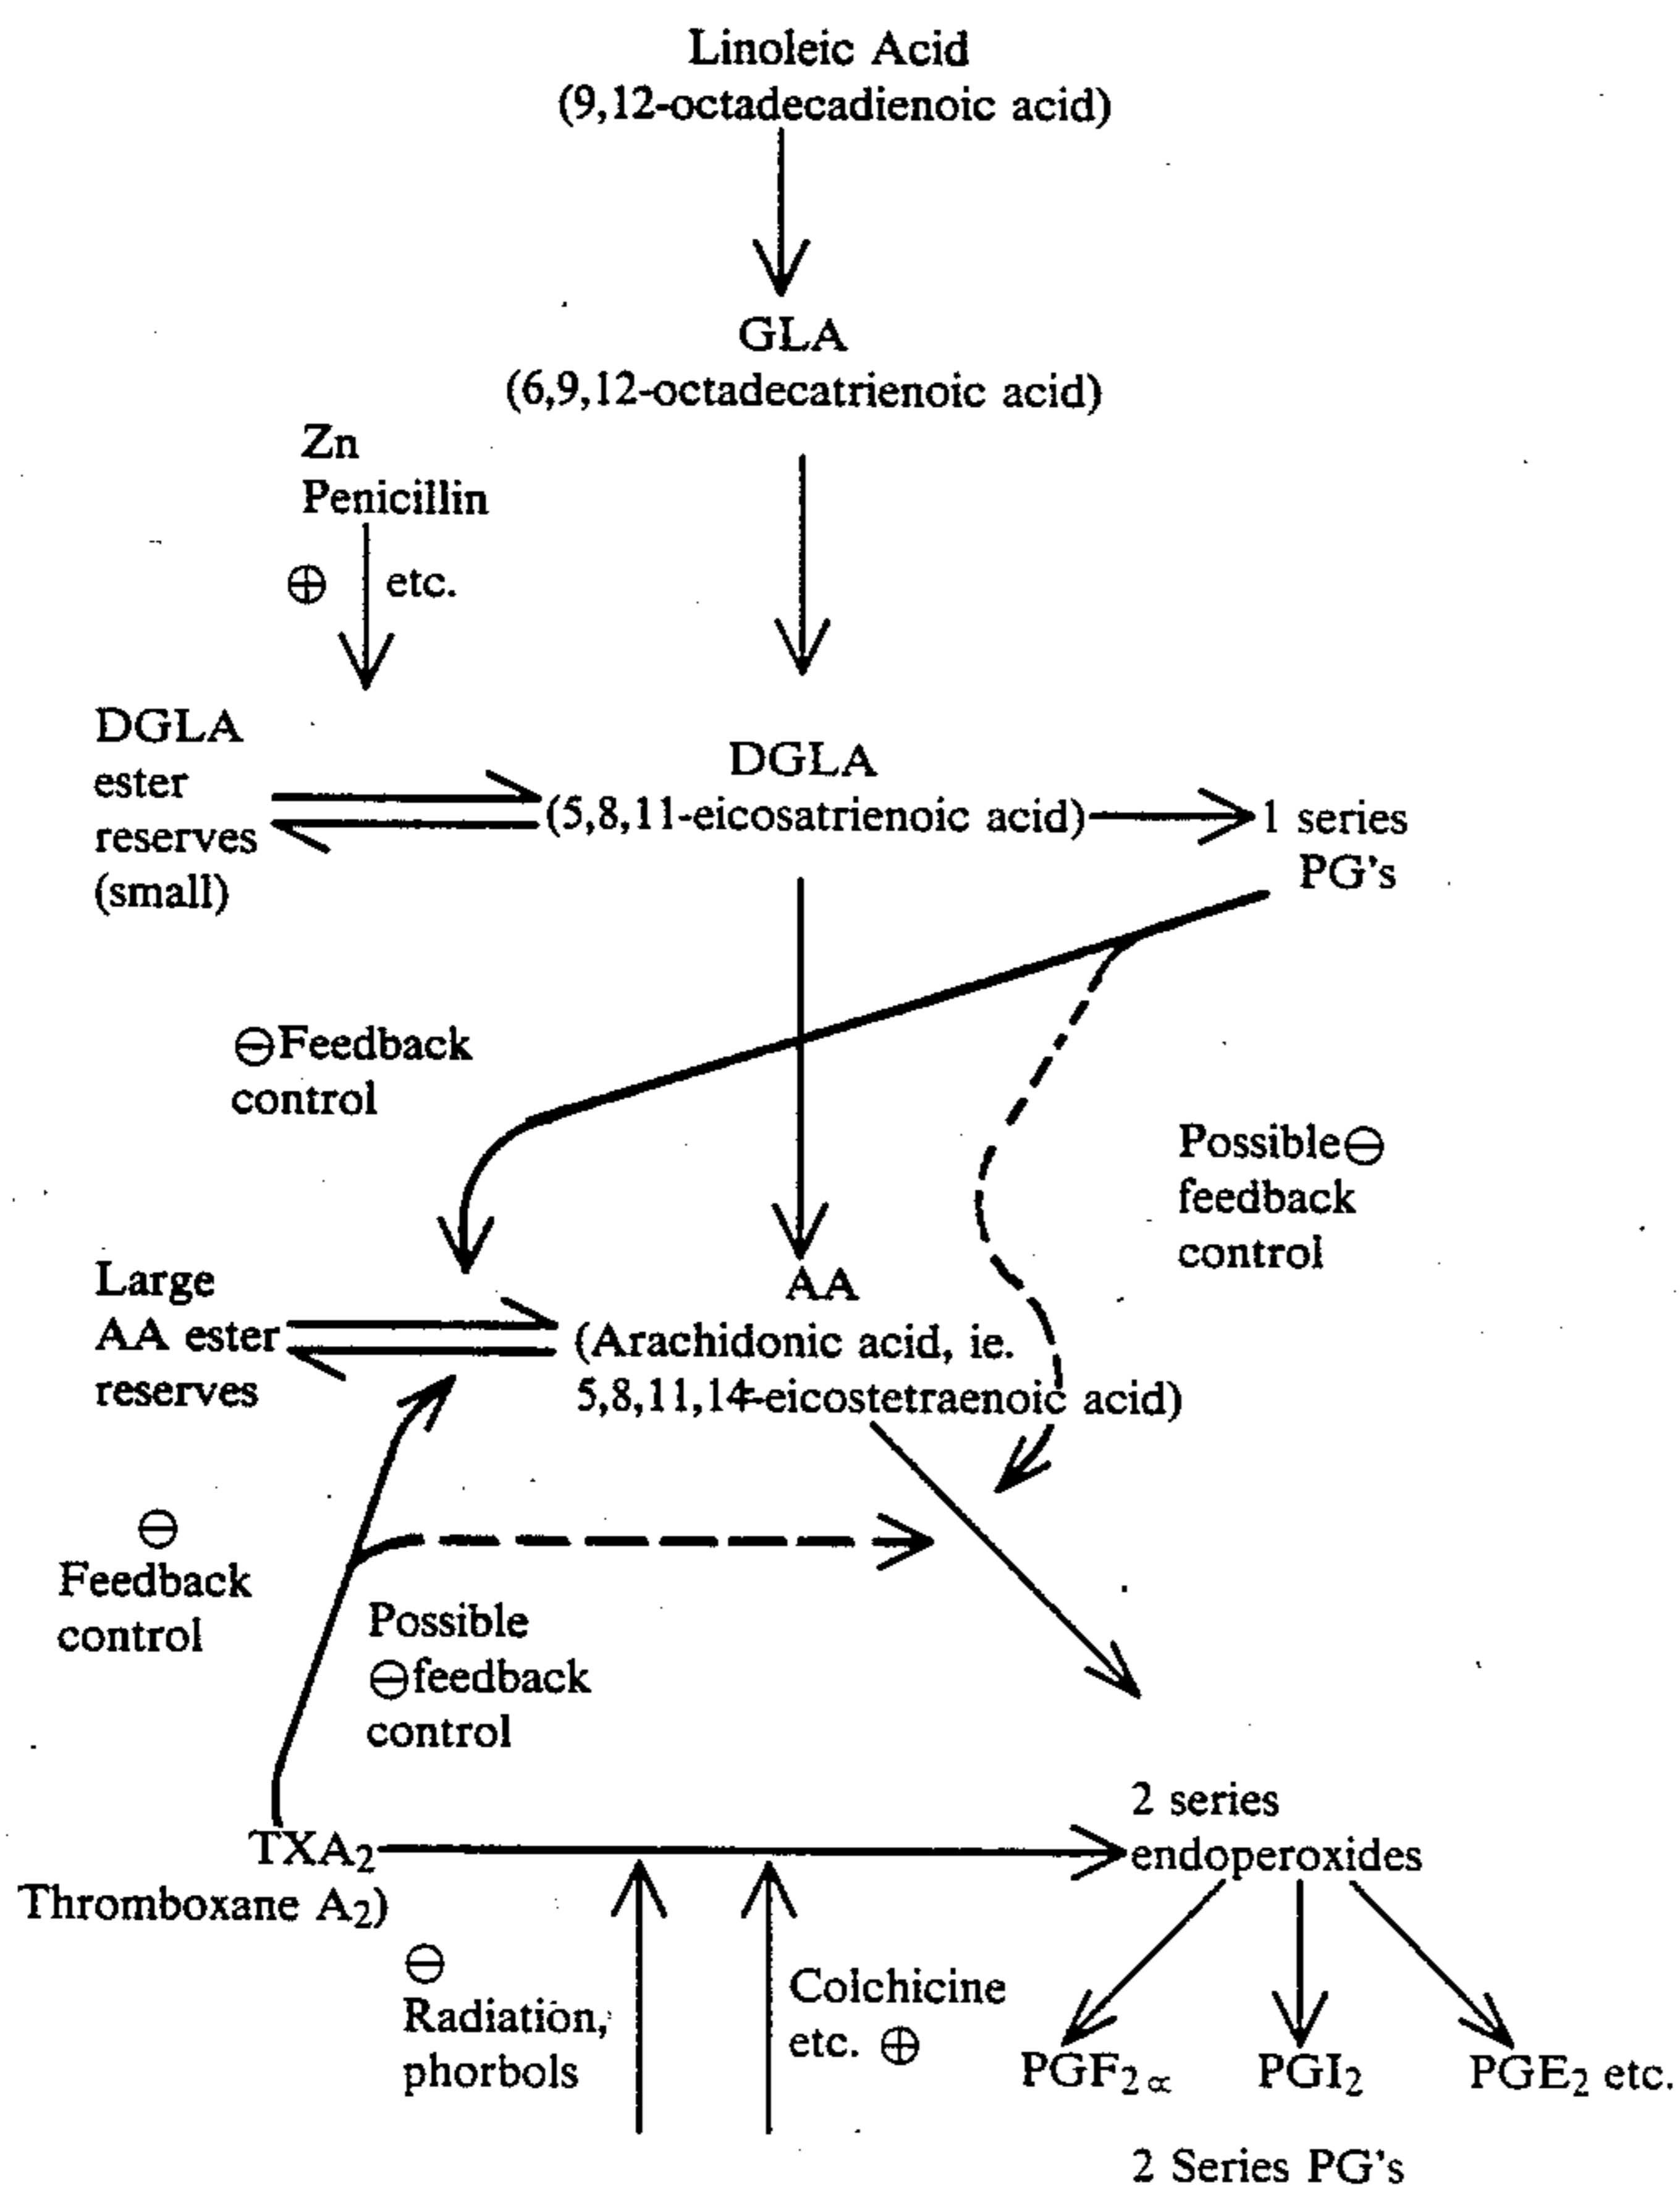 Linoleic Acid
(9,12-octadecadienoic acid)
GLA
(6,9,12-octadecatrienoic acid)
Zn
Penicillin
⊕ etc.
DGLA
ester
reserves
(small)
DGLA
(5,8,11-eicosatrienoic acid)
1 series
PG's
⊖Feedback
control
Possible⊖
feedback
control
Large
AA ester
reserves
AA
(Arachidonic acid, ie.
5,8,11,14-eicostetraenoic acid)
⊖
Feedback
control
Possible
⊖feedback
control
TXA2
Thromboxane A2)
2 series
endoperoxides
⊖
Radiation,
phorbols
Colchicine
etc. ⊕
PGF2∝ PGI2 PGE2 etc.
2 Series PG's